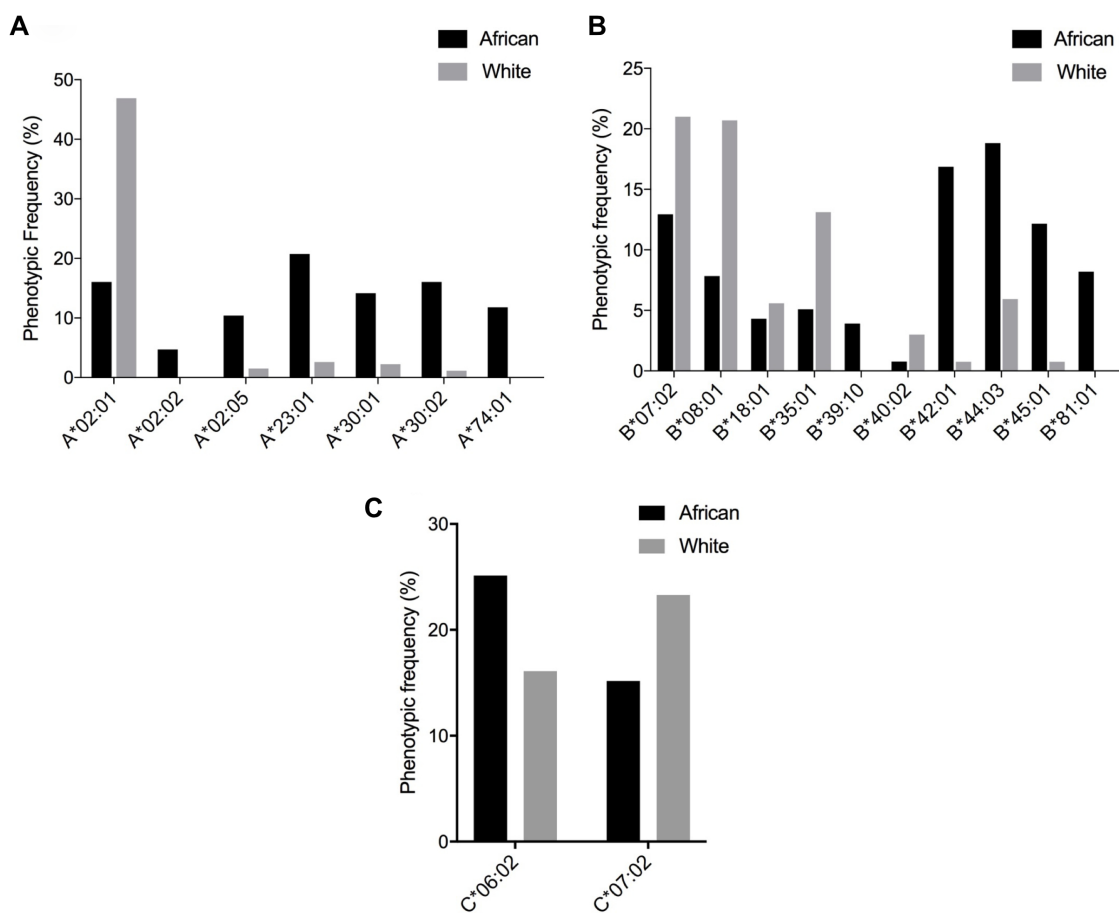 A
African
White
Phenotypic Frequency (%)
50
40
30
20
10
0
A*02:01
A*02:02
A*02:05
A*23:01
A*30:01
A*30:02
A*74:01
B
African
White
Phenotypic frequency (%)
25
20
15
10
5
0
B*07:02
B*08:01
B*18:01
B*35:01
B*39:10
B*40:02
B*42:01
B*44:03
B*45:01
B*81:01
C
African
White
Phenotypic frequency (%)
30
20
10
0
C*06:02
C*07:02